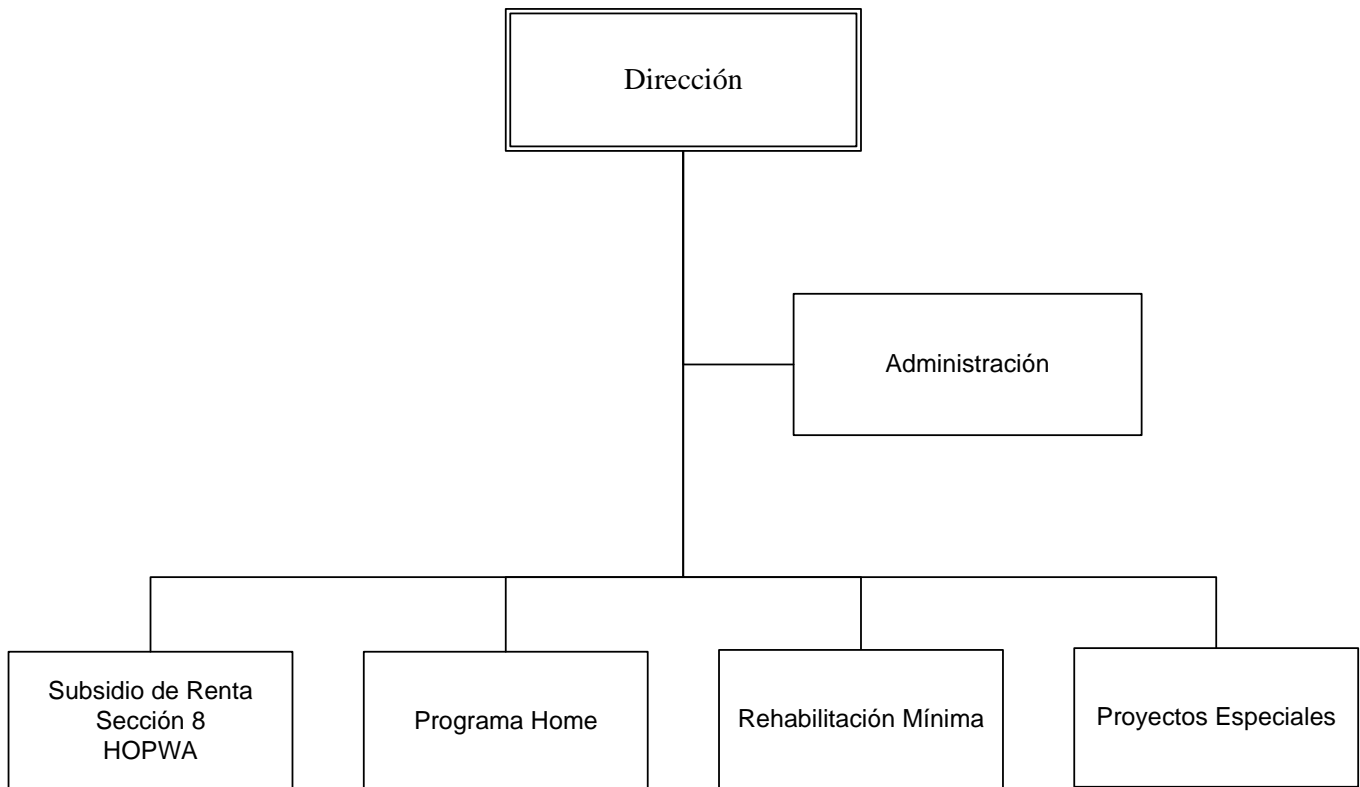 Dirección
Administración
Subsidio de Renta
Sección 8
HOPWA
Programa Home
Rehabilitación Mínima
Proyectos Especiales